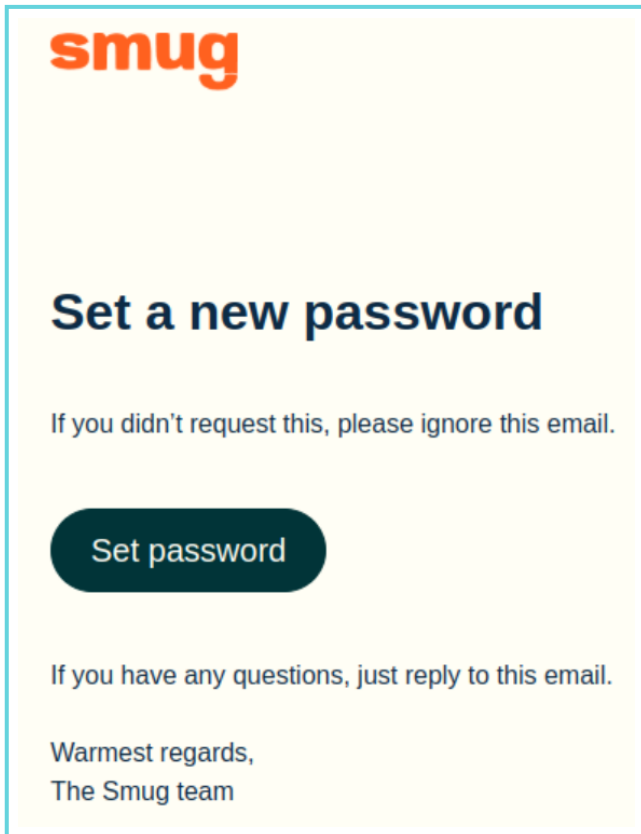 smug
Set a new password
If you didn’t request this, please ignore this email.
Set password
If you have any questions, just reply to this email.
Warmest regards,
The Smug team